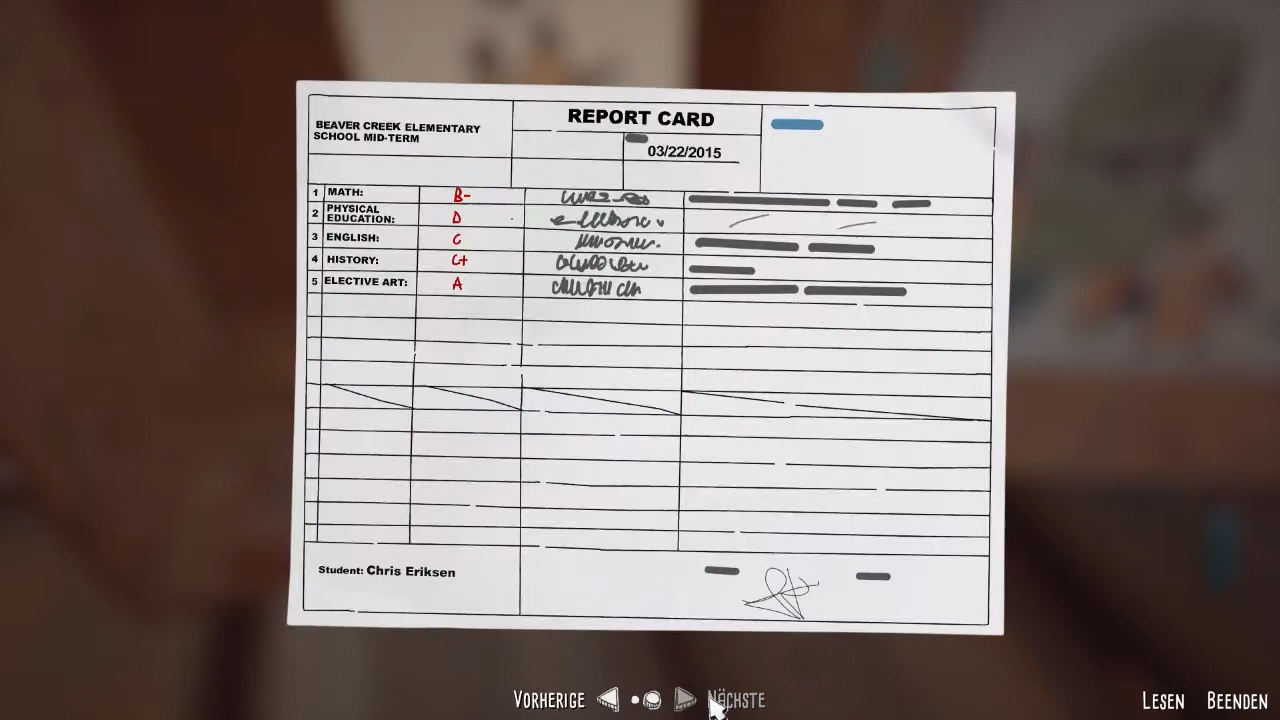 REPORT CARD
BEAVER CREEK ELEMENTARY
SCHOOL MID-TERM
03/22/2015
1 MATH: B-
2 PHYSICAL
EDUCATION: D
3 ENGLISH: C
4 HISTORY: C+
5 ELECTIVE ART: A
Student: Chris Eriksen
VORHERIGE NÄCHSTE LESEN BEENDEN